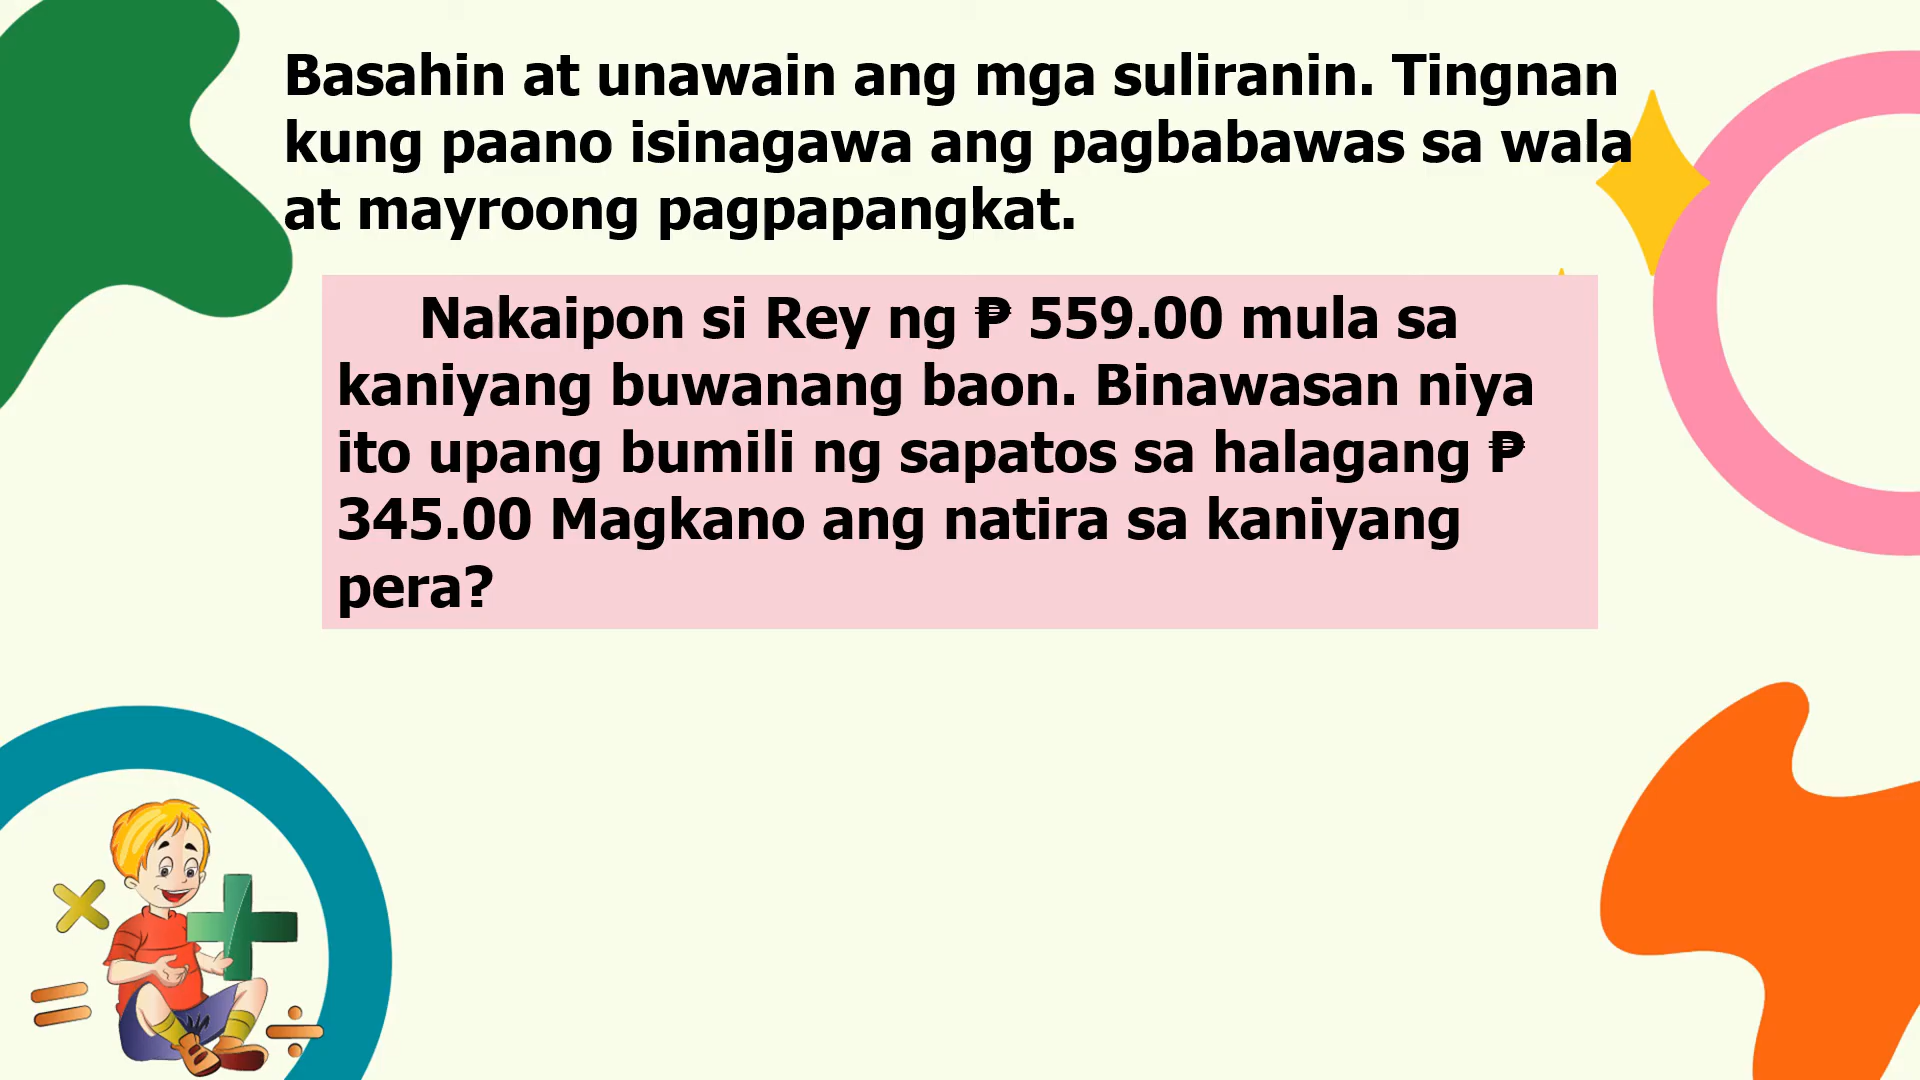 Basahin at unawain ang mga suliranin. Tingnan
kung paano isinagawa ang pagbabawas sa wala
at mayroong pagpapangkat.
Nakaipon si Rey ng ₱ 559.00 mula sa
kaniyang buwanang baon. Binawasan niya
ito upang bumili ng sapatos sa halagang ₱
345.00 Magkano ang natira sa kaniyang
pera?